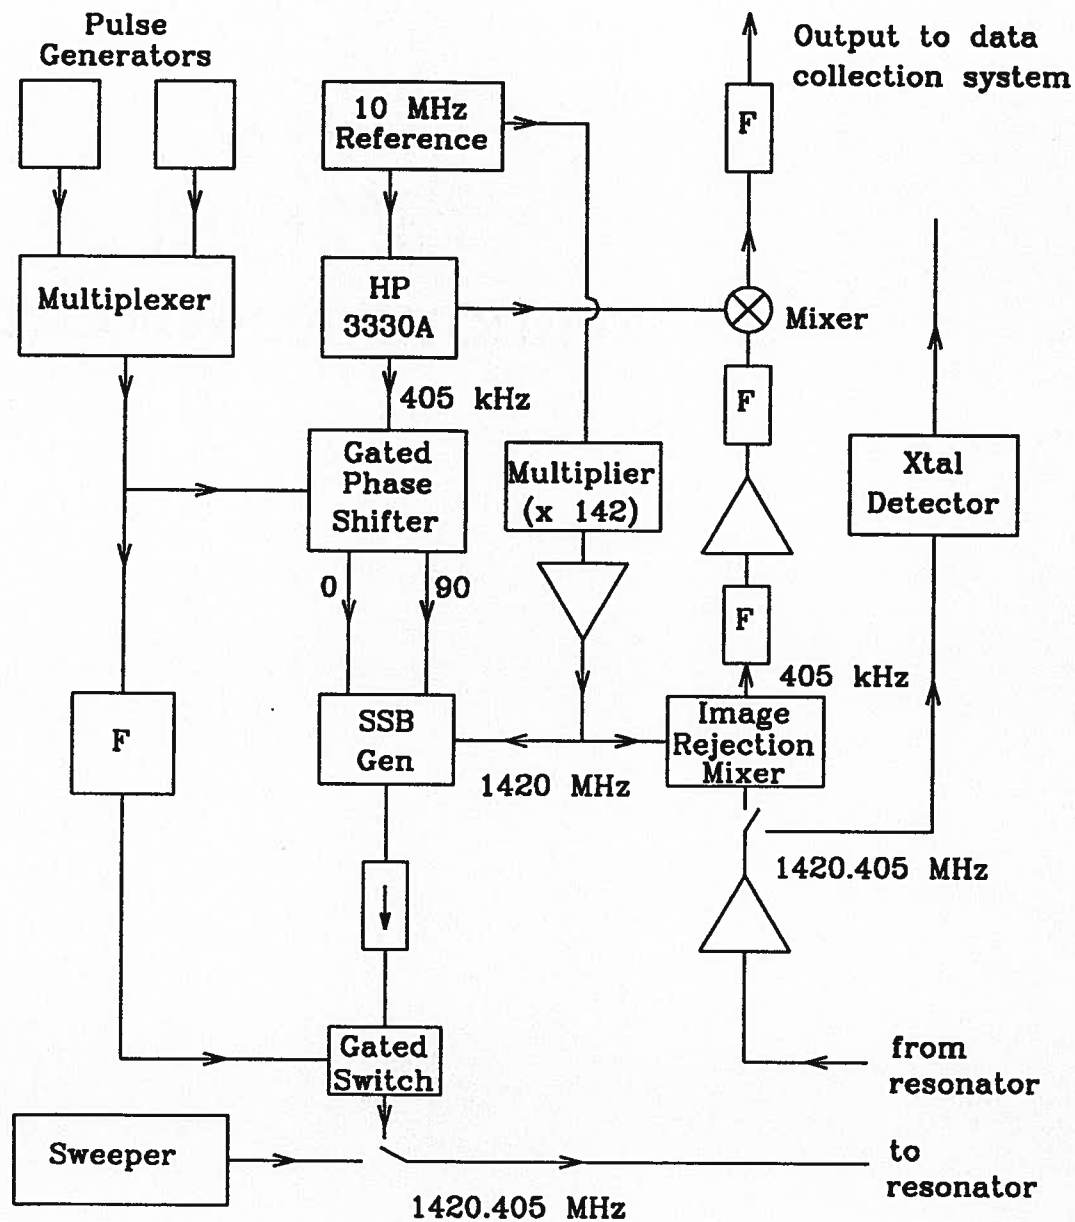 Pulse
Generators
10 MHz
Reference
Output to data
collection system
F
Multiplexer
HP
3330A
Mixer
405 kHz
F
Gated
Phase
Shifter
Multiplier
(x 142)
Xtal
Detector
0
90
F
405 kHz
F
SSB
Gen
1420 MHz
Image
Rejection
Mixer
1420.405 MHz
Gated
Switch
from
resonator
Sweeper
to
resonator
1420.405 MHz